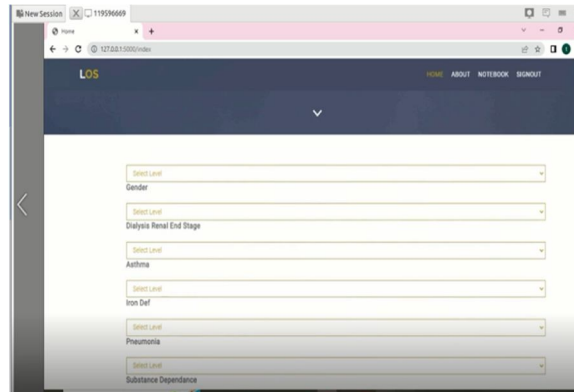 New Session
119596669
Home
127.0.0.1:5000/index
LOS
HOME ABOUT NOTEBOOK SIGNOUT
Select Level
Gender
Select Level
Dialysis Renal End Stage
Select Level
Asthma
Select Level
Iron Def
Select Level
Pneumonia
Select Level
Substance Dependance